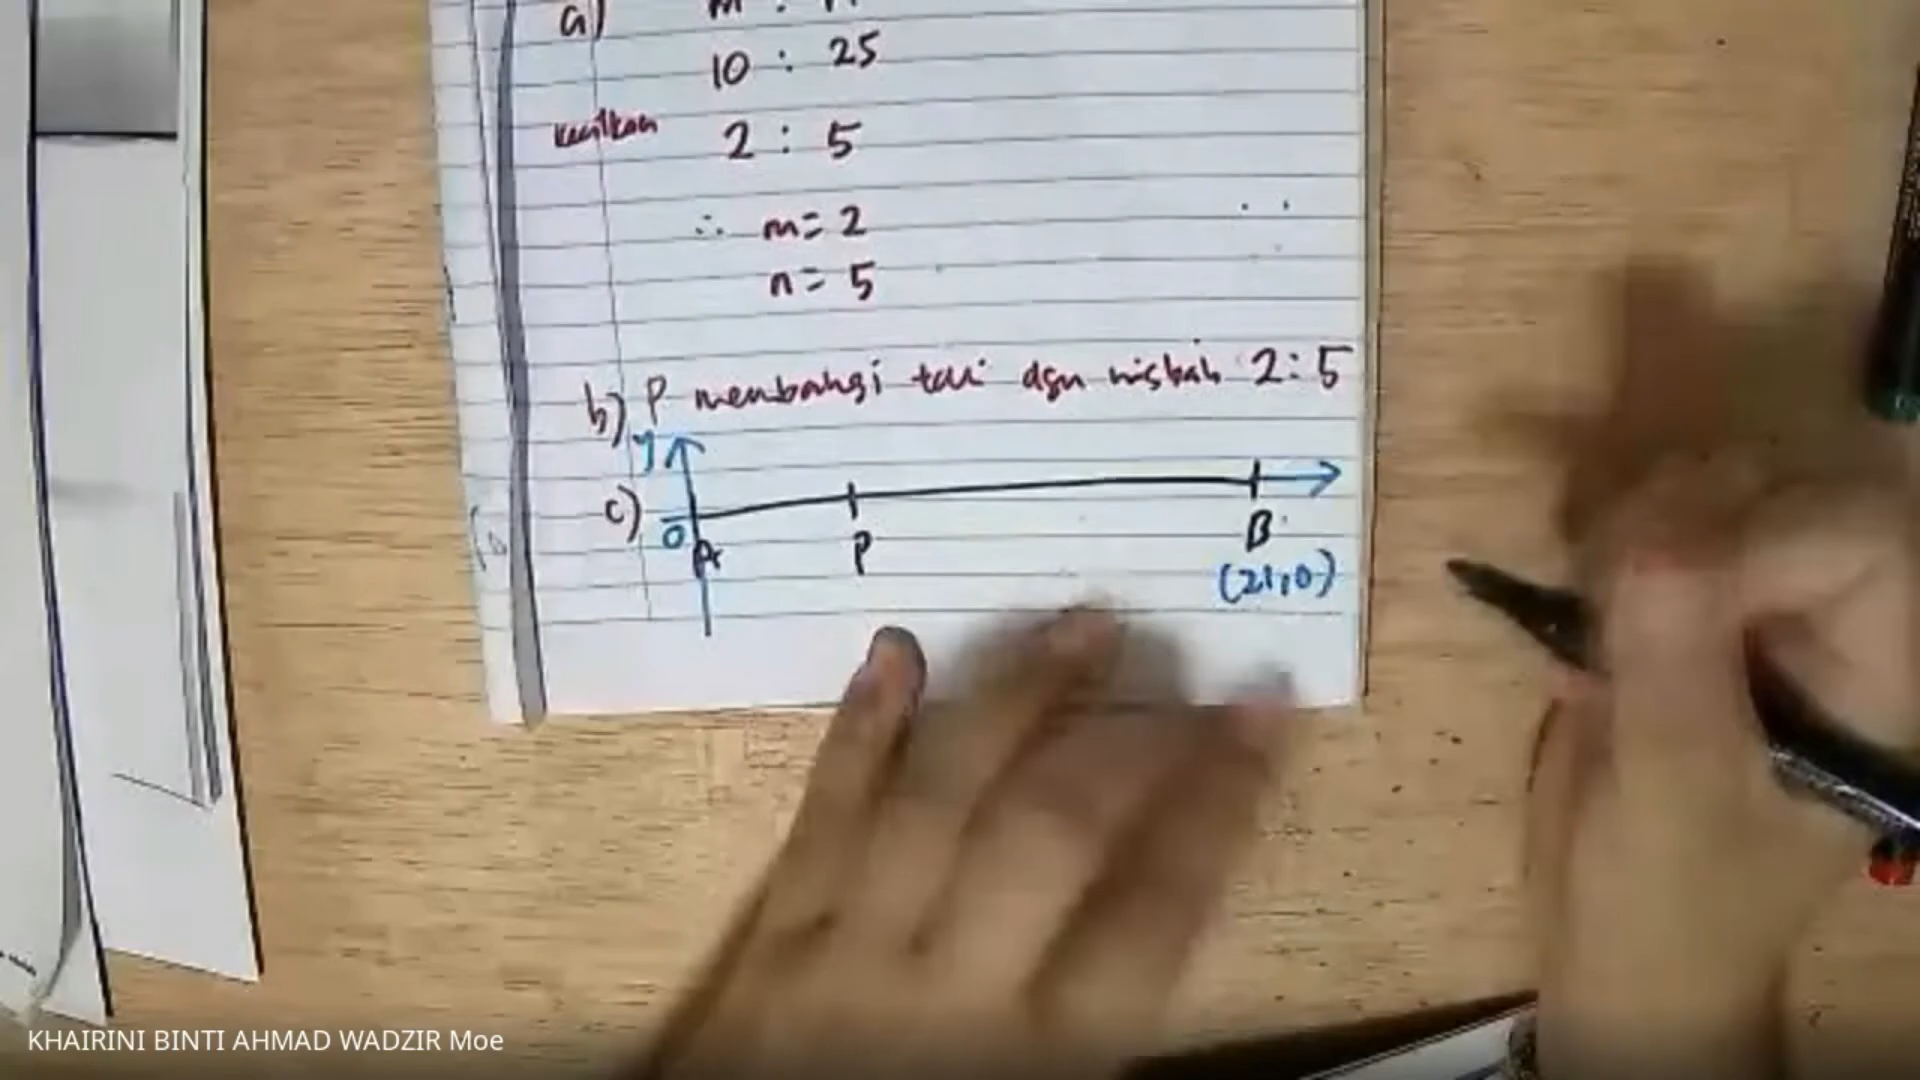 a) m : n
10 : 25
kecilkan 2 : 5
∴ m = 2
n = 5
b) P membahagi tali dgn nisbah 2:5
y
c)
0 A P B
(21,0)
KHAIRINI BINTI AHMAD WADZIR Moe